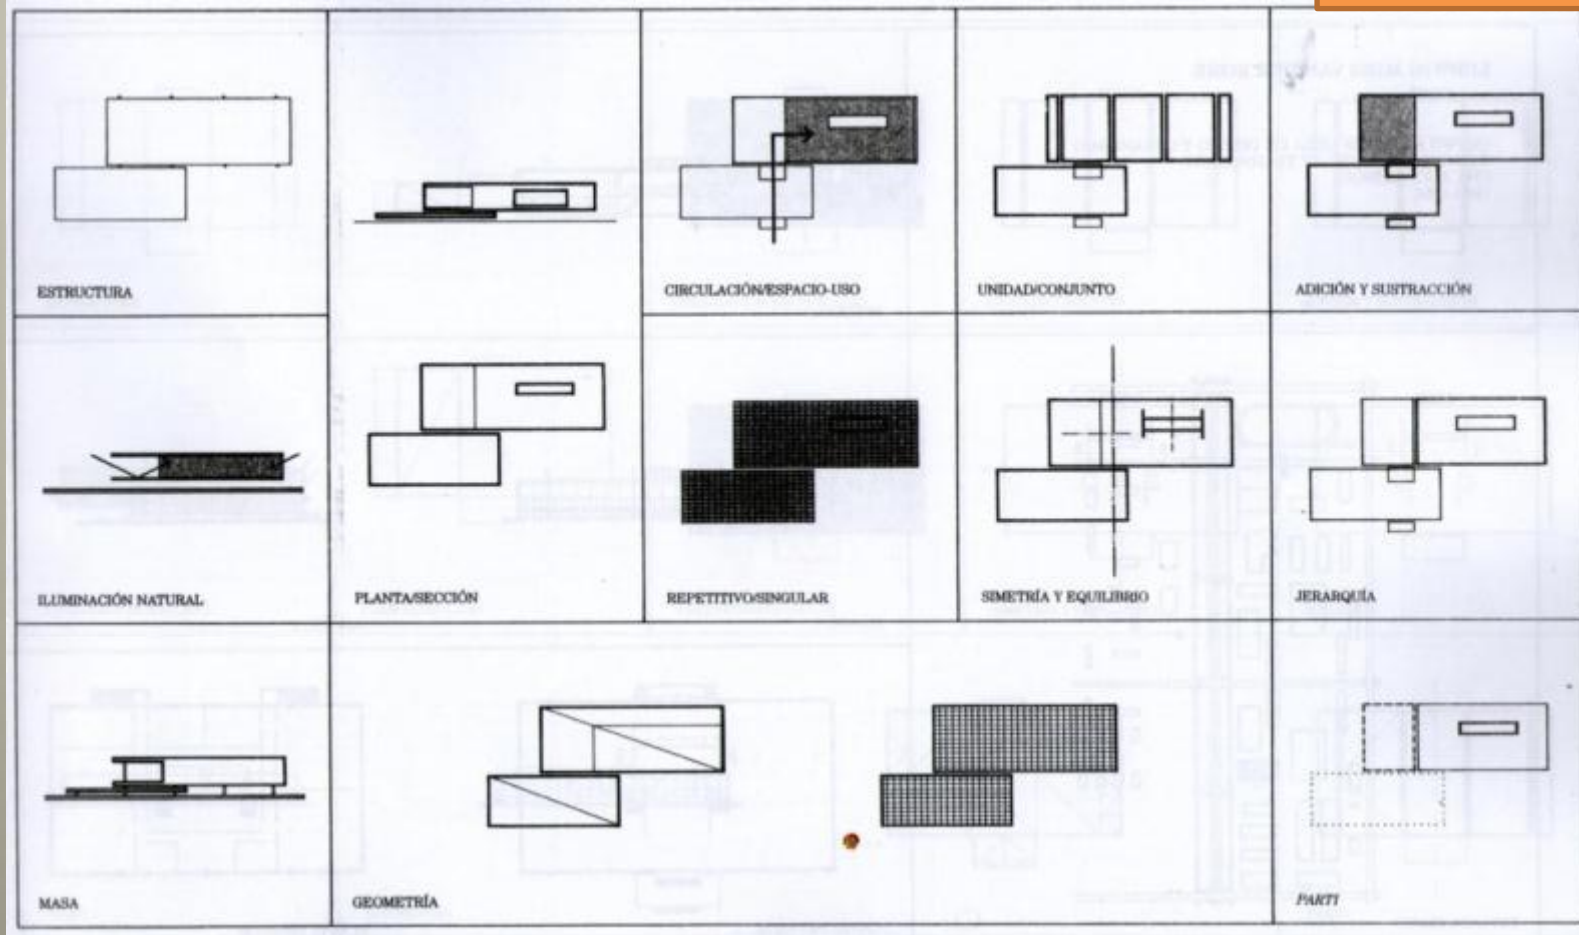 ESTRUCTURA
CIRCULACIÓN/ESPACIO-USO
UNIDAD/CONJUNTO
ADICIÓN Y SUSTRACCIÓN
ILUMINACIÓN NATURAL
PLANTA/SECCIÓN
REPETITIVO/SINGULAR
SIMETRÍA Y EQUILIBRIO
JERARQUÍA
MASA
GEOMETRÍA
PARTI